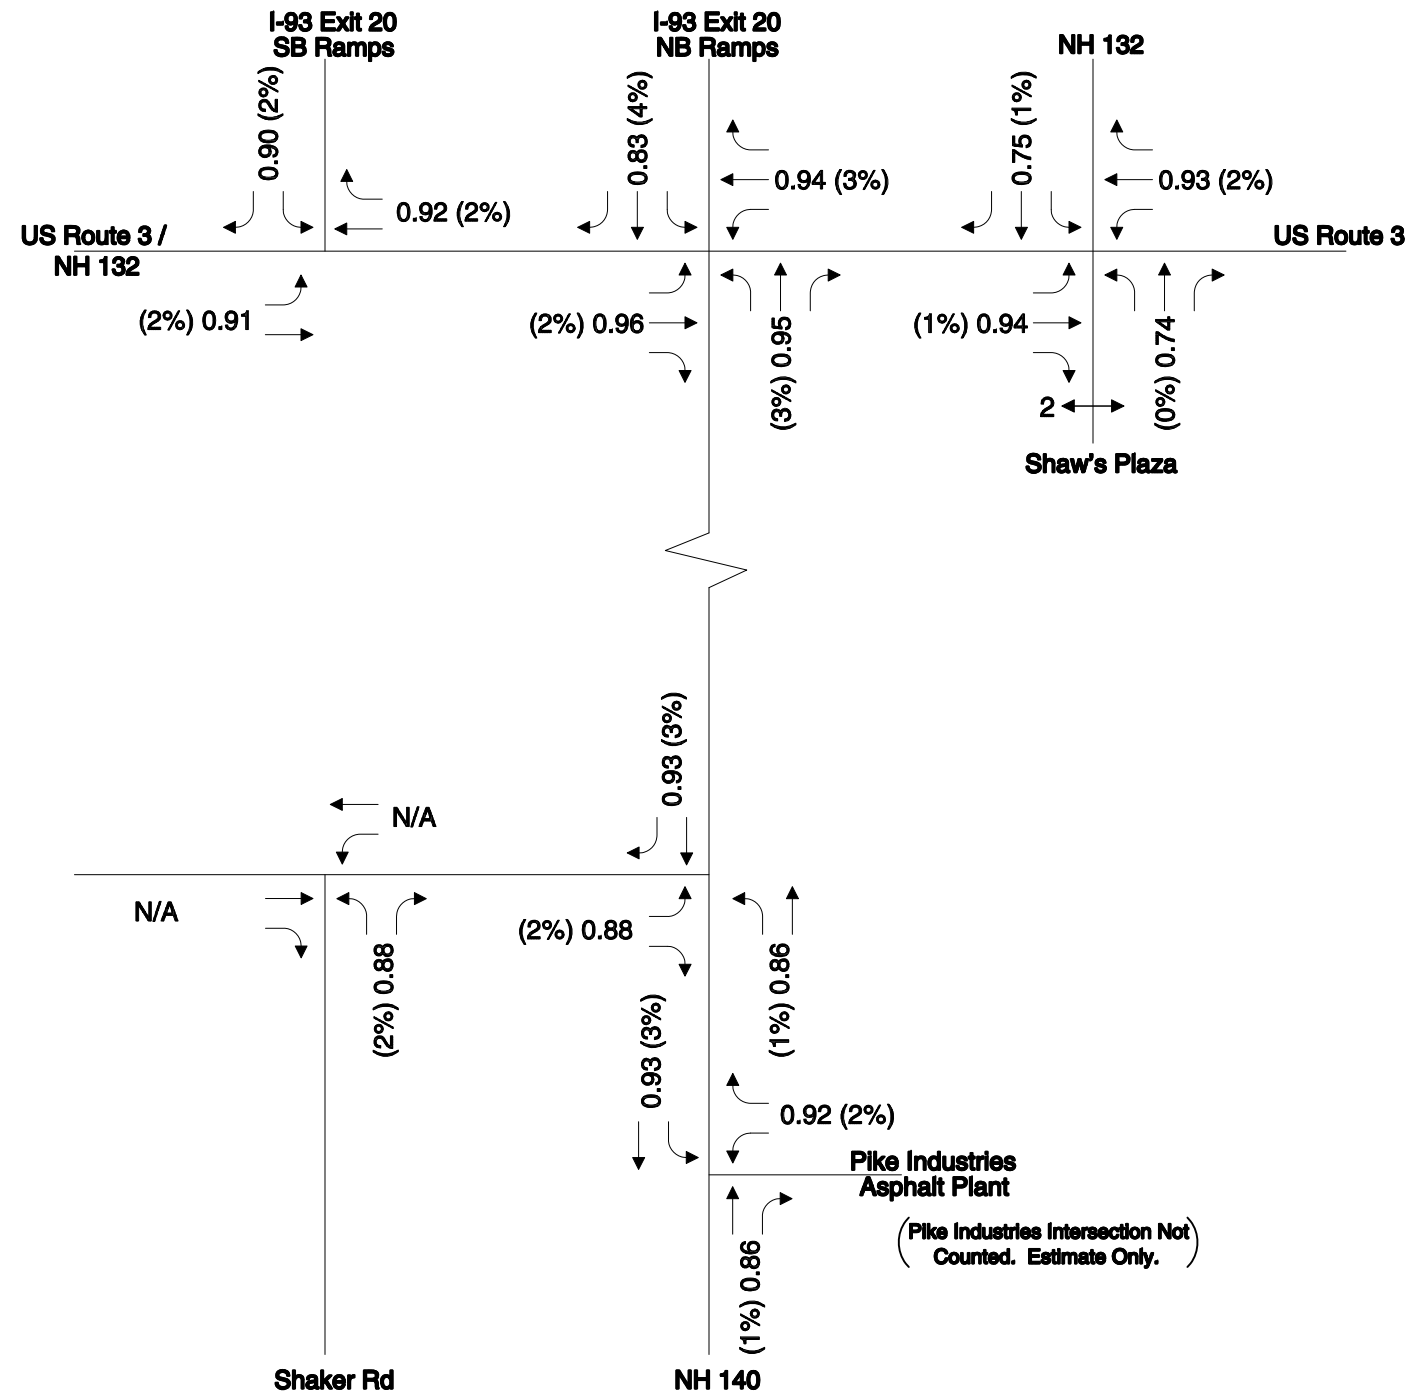 I-93 Exit 20
SB Ramps
I-93 Exit 20
NB Ramps
NH 132
0.90 (2%)
0.83 (4%)
0.75 (1%)
0.92 (2%)
0.94 (3%)
0.93 (2%)
US Route 3 /
NH 132
US Route 3
(2%) 0.91
(2%) 0.96
(3%) 0.95
(1%) 0.94
(0%) 0.74
2
Shaw's Plaza
0.93 (3%)
N/A
N/A
(2%) 0.88
(2%) 0.88
(1%) 0.86
0.93 (3%)
0.92 (2%)
Pike Industries
Asphalt Plant
(Pike Industries Intersection Not
Counted. Estimate Only.)
(1%) 0.86
Shaker Rd
NH 140